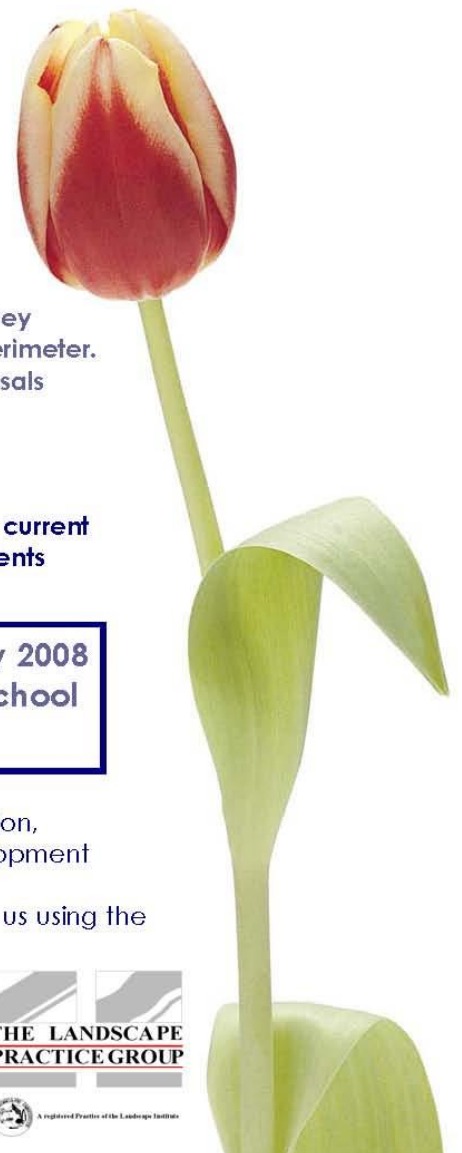 ey
erimeter.
sals
current
ents
y 2008
chool
on,
opment
us using the
THE LANDSCAPE
PRACTICE GROUP
A registered Practice of the Landscape Institute